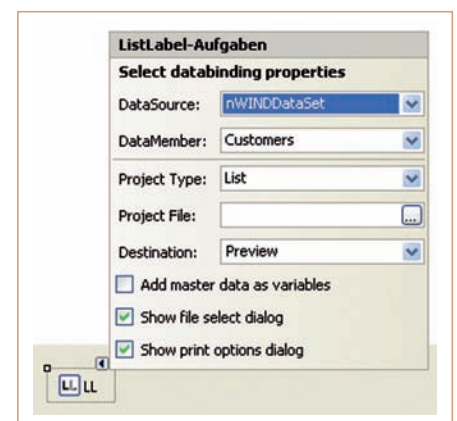 ListLabel-Aufgaben
Select databinding properties
DataSource: nWINDDataSet
DataMember: Customers
Project Type: List
Project File: ...
Destination: Preview
Add master data as variables
Show file select dialog
Show print options dialog
LL LL